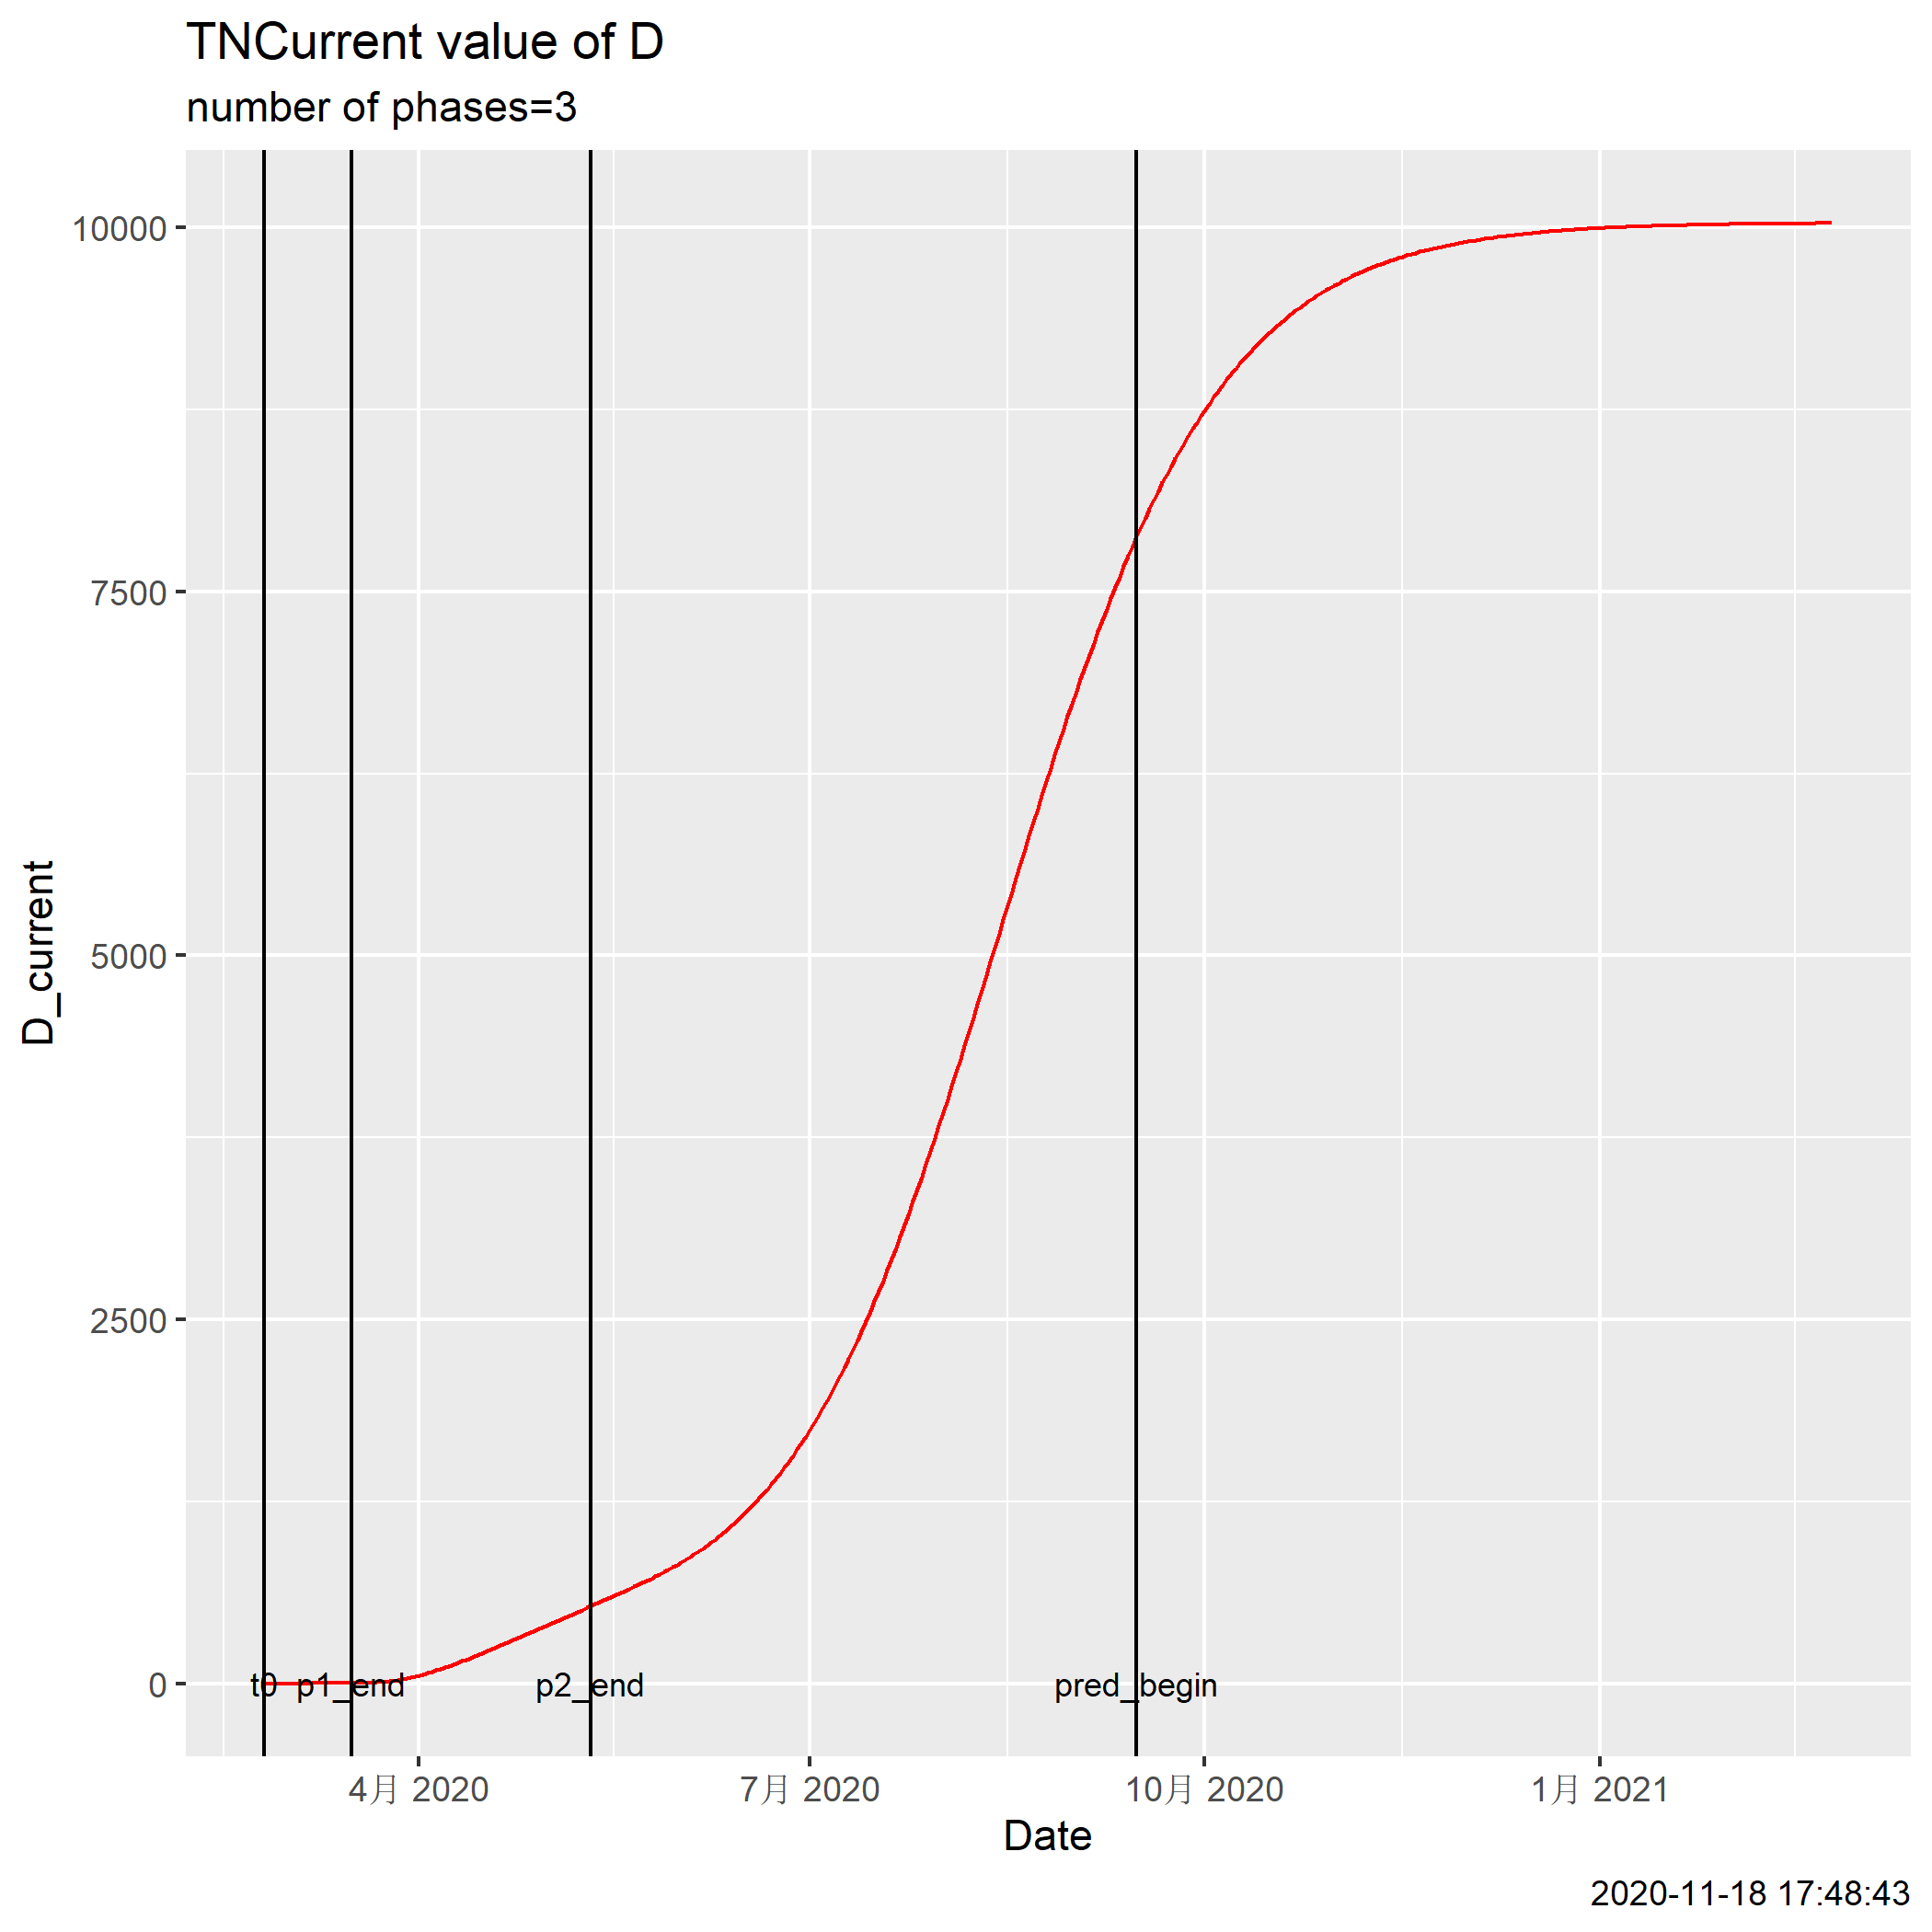 TNCurrent value of D
number of phases=3
10000
7500
5000
2500
0
D_current
t0 p1_end p2_end pred_begin
4月 2020 7月 2020 10月 2020 1月 2021
Date
2020-11-18 17:48:43